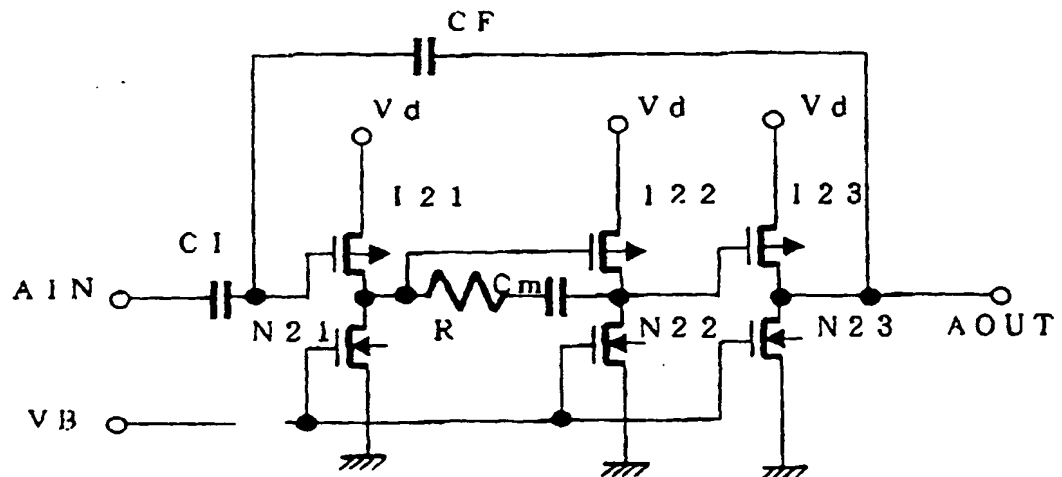 CF
Vd
Vd
Vd
I21
I22
I23
CI
Cm
AIN
N21
R
N22
N23
AOUT
VB